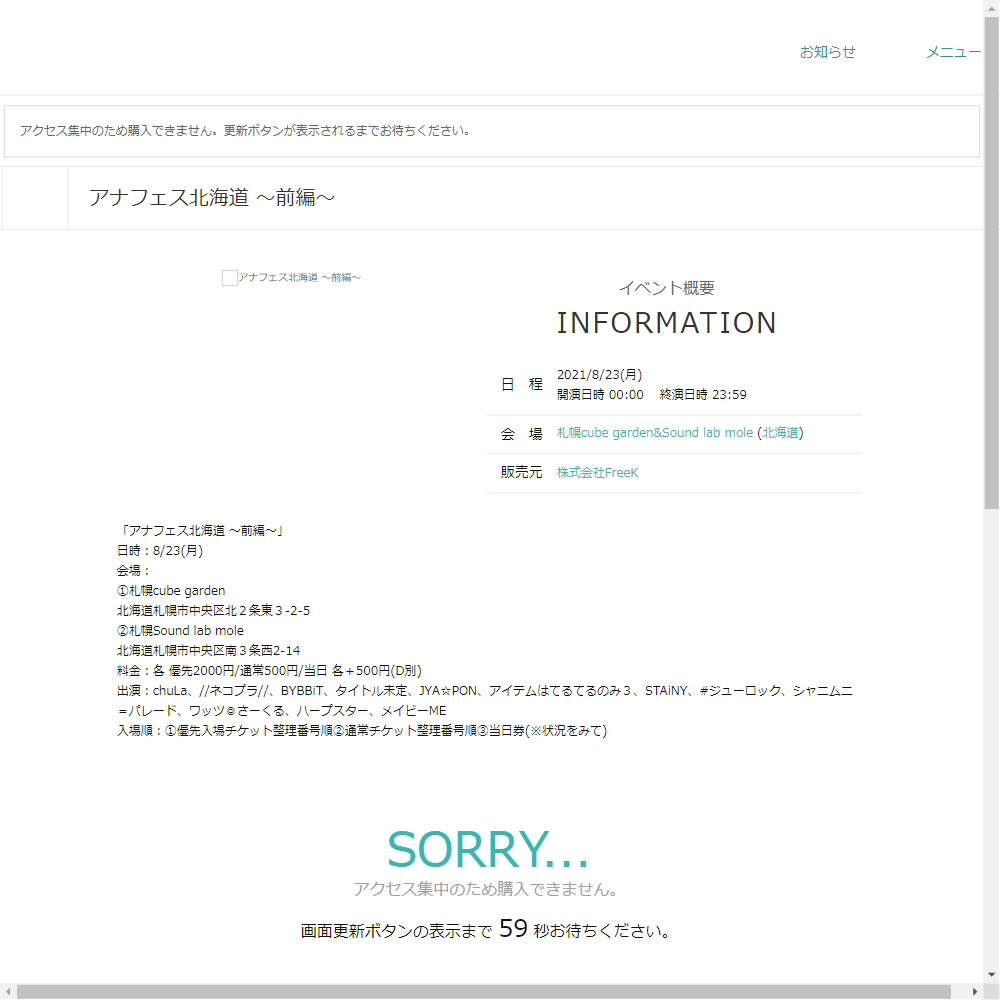 お知らせ
メニュー
アクセス集中のため購入できません。更新ボタンが表示されるまでお待ちください。
アナフェス北海道 ～前編～
アナフェス北海道 ～前編～
イベント概要
INFORMATION
日 程
2021/8/23(月)
開演日時 00:00 終演日時 23:59
会 場
札幌cube garden&Sound lab mole (北海道)
販売元
株式会社FreeK
「アナフェス北海道 ～前編～」
日時：8/23(月)
会場：
①札幌cube garden
北海道札幌市中央区北２条東３-2-5
②札幌Sound lab mole
北海道札幌市中央区南３条西2-14
料金：各 優先2000円/通常500円/当日 各＋500円(D別)
出演：chuLa、//ネコプラ//、BYBBiT、タイトル未定、JYA☆PON、アイテムはてるてるのみ３、STAiNY、#ジューロック、シャニムニ
＝パレード、ワッツ◎さーくる、ハープスター、メイビーME
入場順：①優先入場チケット整理番号順②通常チケット整理番号順③当日券(※状況をみて)
SORRY...
アクセス集中のため購入できません。
画面更新ボタンの表示まで 59 秒お待ちください。